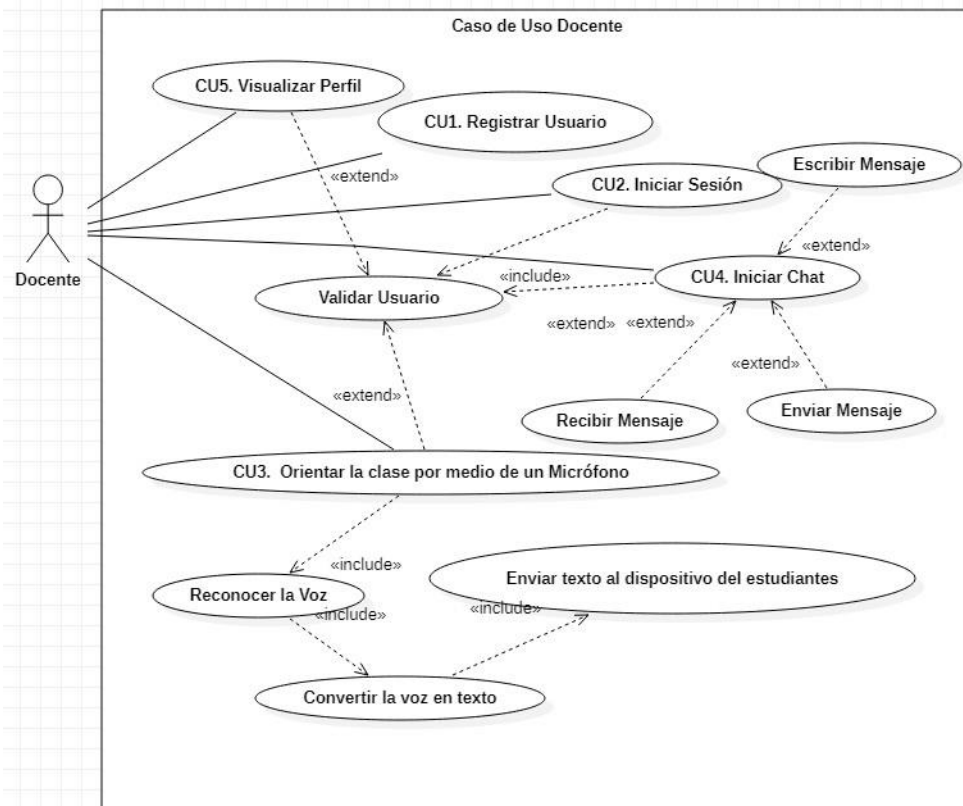 Caso de Uso Docente
CU5. Visualizar Perfil
CU1. Registrar Usuario
Escribir Mensaje
«extend»
CU2. Iniciar Sesión
«extend»
Docente
«include»
CU4. Iniciar Chat
Validar Usuario
«extend»
«extend»
«extend»
«extend»
Recibir Mensaje
Enviar Mensaje
CU3.  Orientar la clase por medio de un Micrófono
«include»
Enviar texto al dispositivo del estudiantes
Reconocer la Voz
«include»
«include»
Convertir la voz en texto